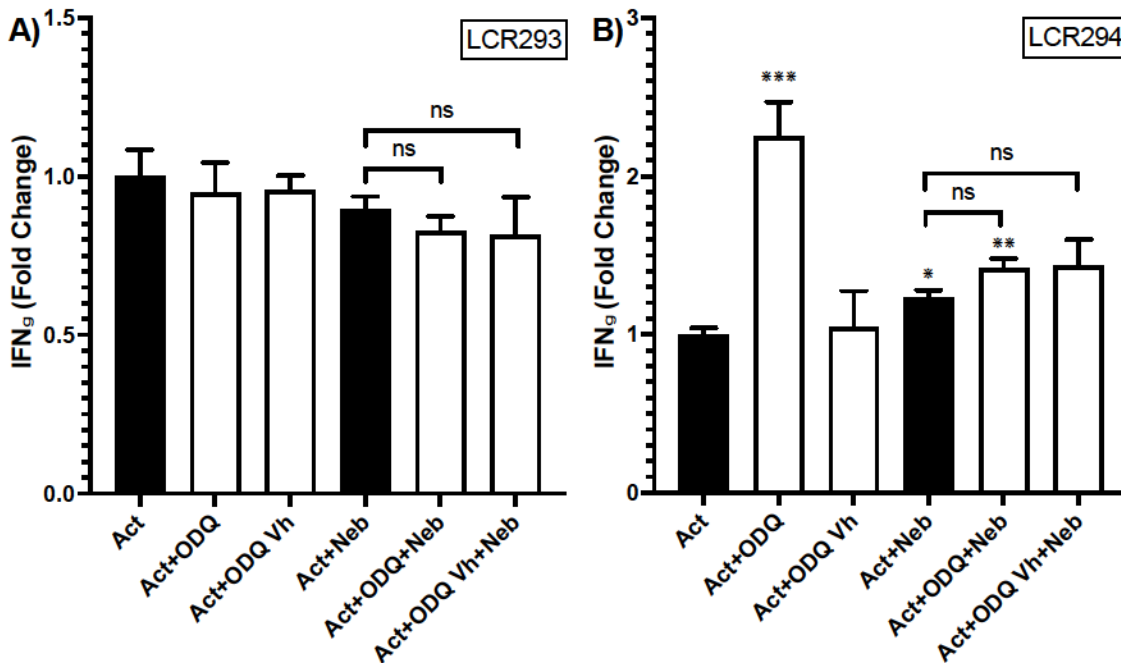 A)
LCR293
IFNg (Fold Change)
1.5
1.0
0.5
0.0
ns
ns
Act
Act+ODQ
Act+ODQ Vh
Act+Neb
Act+ODQ+Neb
Act+ODQ Vh+Neb
B)
LCR294
IFNg (Fold Change)
3
2
1
0
***
ns
ns
**
*
Act
Act+ODQ
Act+ODQ Vh
Act+Neb
Act+ODQ+Neb
Act+ODQ Vh+Neb